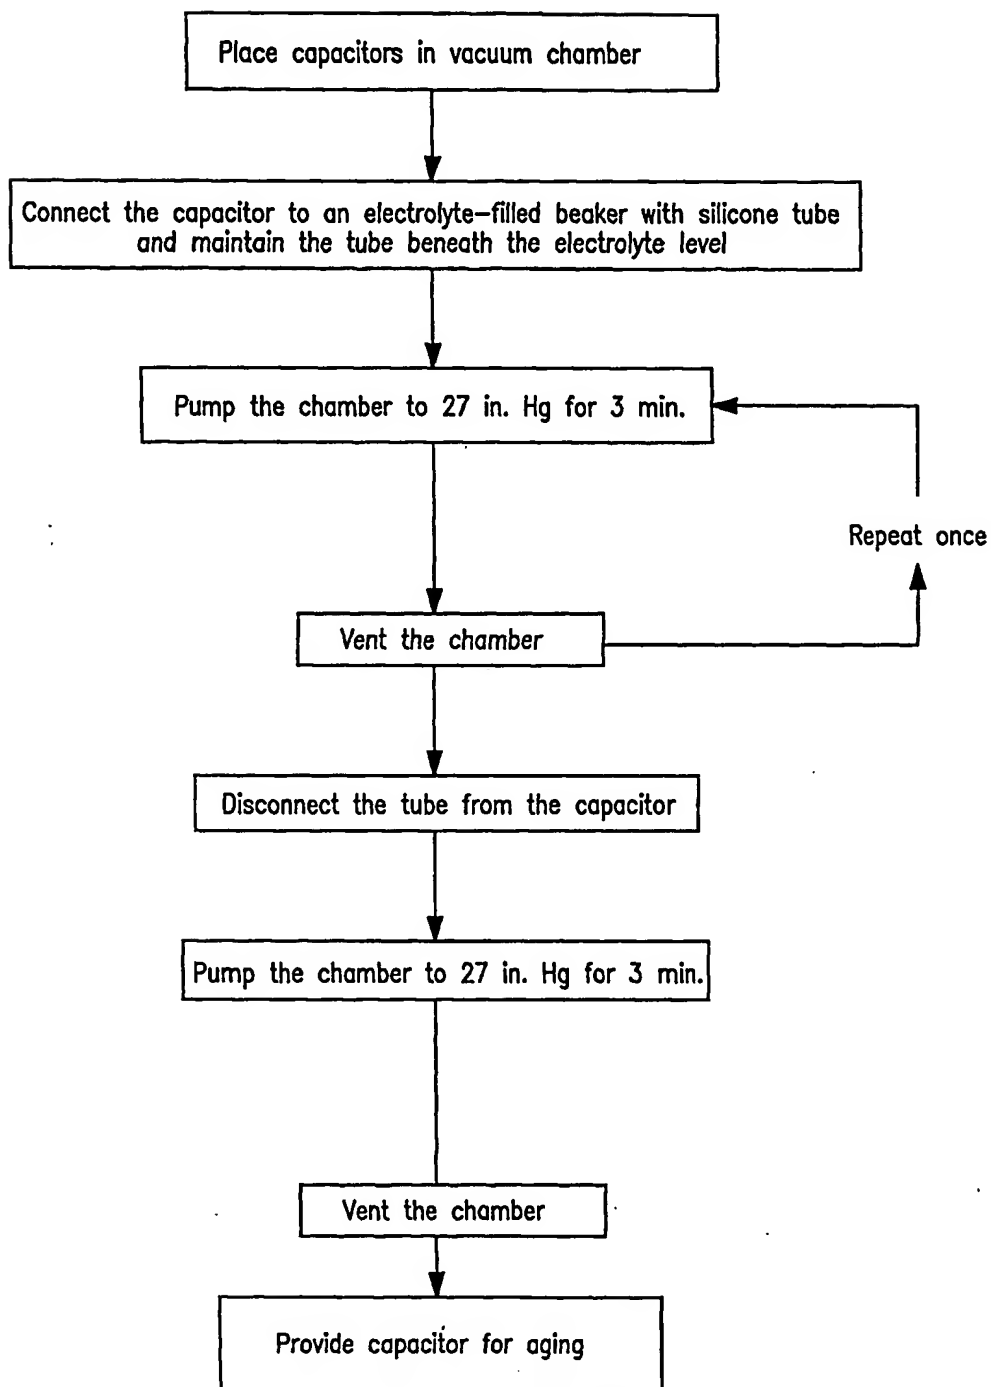 Place capacitors in vacuum chamber
Connect the capacitor to an electrolyte-filled beaker with silicone tube
and maintain the tube beneath the electrolyte level
Pump the chamber to 27 in. Hg for 3 min.
Repeat once
Vent the chamber
Disconnect the tube from the capacitor
Pump the chamber to 27 in. Hg for 3 min.
Vent the chamber
Provide capacitor for aging